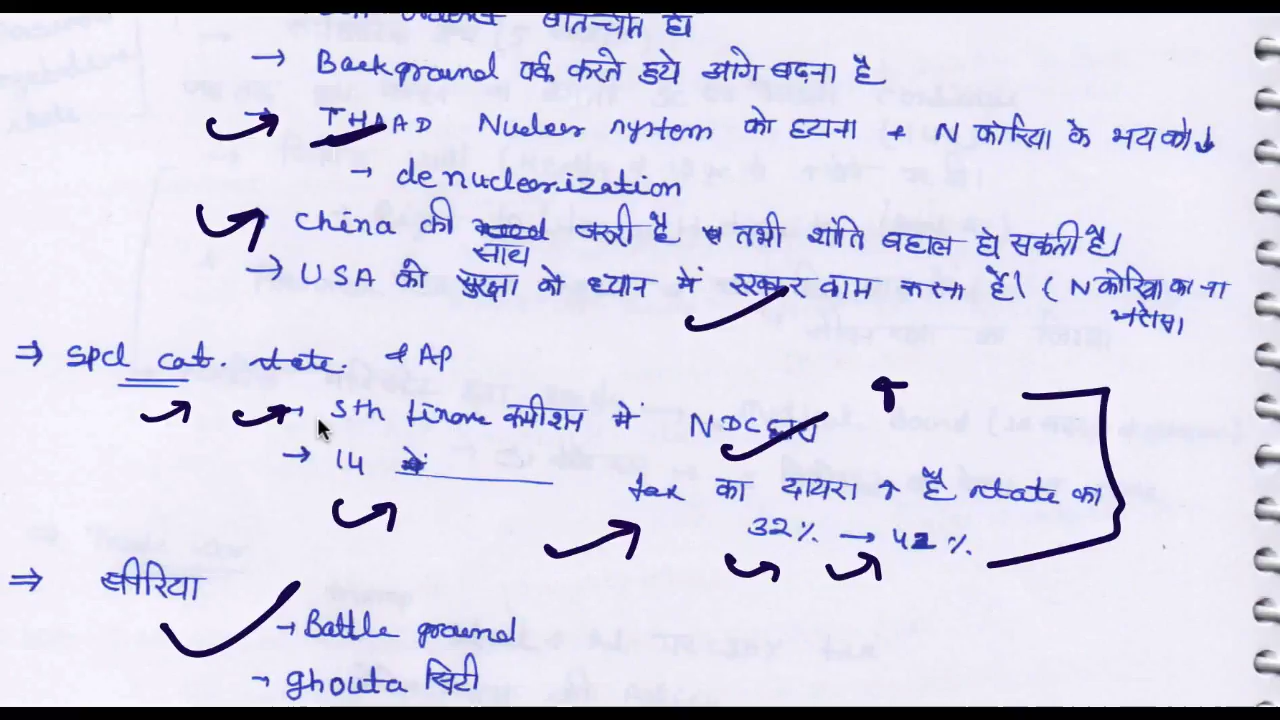 बातचीत हो
→ Background वर्क करते हुये आगे बढ़ना है
→ THAAD Nuclear system को हटाना + N कोरिया के भय को ↓
→ denuclearization
China की जरूरी है तभी शांति बहाल हो सकती है।
साथ
→ USA को सुरक्षा को ध्यान में रखकर काम करना है। ( N कोरिया का ना
भरोसा)
⇒ Spcl cat. state. & AP
→ 5th finance कमीशन में NDC द्वारा
→ 14
tax का दायरा ↑ है state का
32% → 42%
⇒ सीरिया
→ Battle ground
→ ghouta सिटी